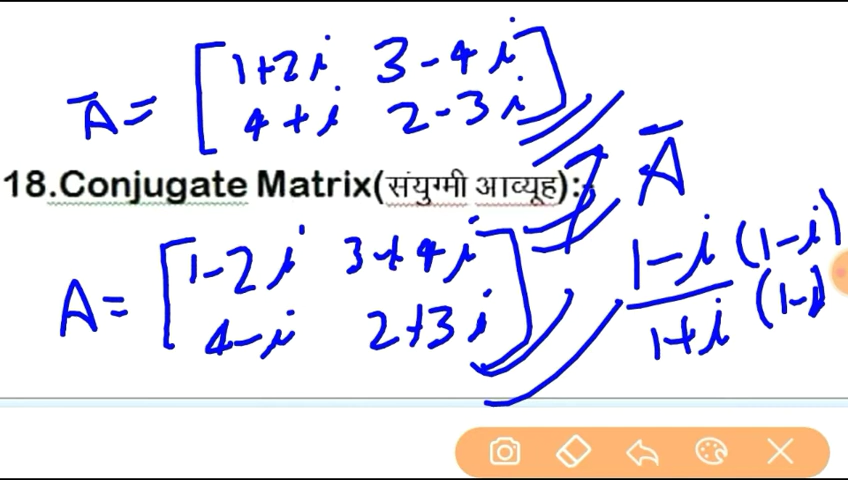 Ā = [ 1+2i 3-4i
4+i 2-3i ]
Ā
18.Conjugate Matrix(संयुग्मी आव्यूह):-
A = [ 1-2i 3+4i
4-i 2+3i ]
1-i (1-i)
1+i (1-i)